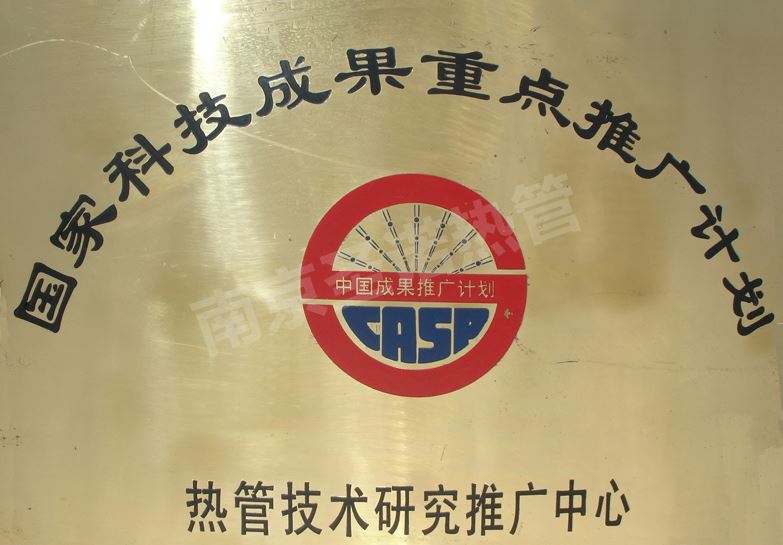 国家科技成果重点推广计划
中国成果推广计划
CASP
热管技术研究推广中心